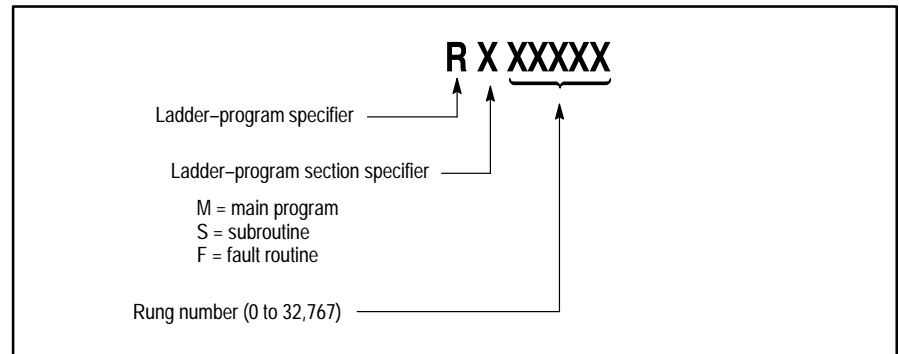 R X XXXXX
Ladder–program specifier
Ladder–program section specifier
M = main program
S = subroutine
F = fault routine
Rung number (0 to 32,767)